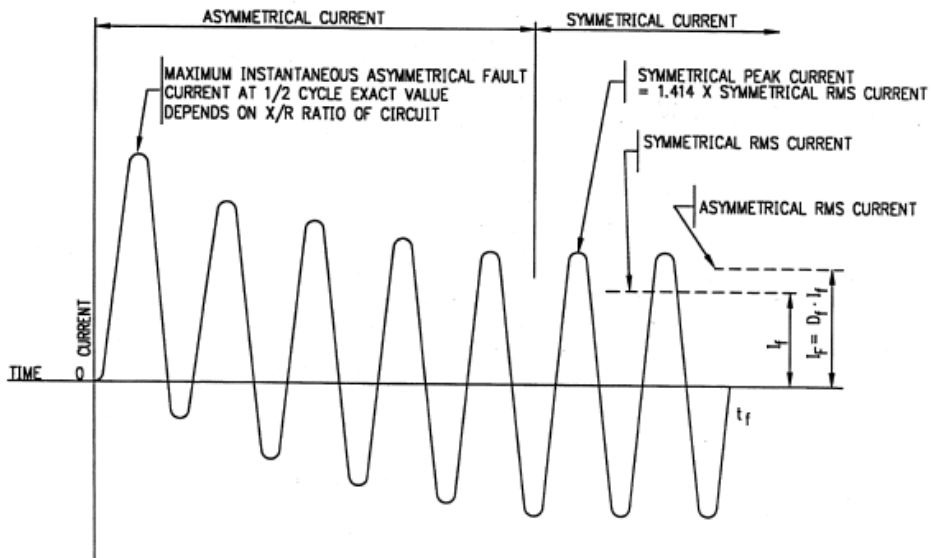 ASYMMETRICAL CURRENT
SYMMETRICAL CURRENT
MAXIMUM INSTANTANEOUS ASYMMETRICAL FAULT
CURRENT AT 1/2 CYCLE EXACT VALUE
DEPENDS ON X/R RATIO OF CIRCUIT
SYMMETRICAL PEAK CURRENT
= 1.414 X SYMMETRICAL RMS CURRENT
SYMMETRICAL RMS CURRENT
ASYMMETRICAL RMS CURRENT
CURRENT
TIME
0
I_f
I_F = D_f · I_f
t_f